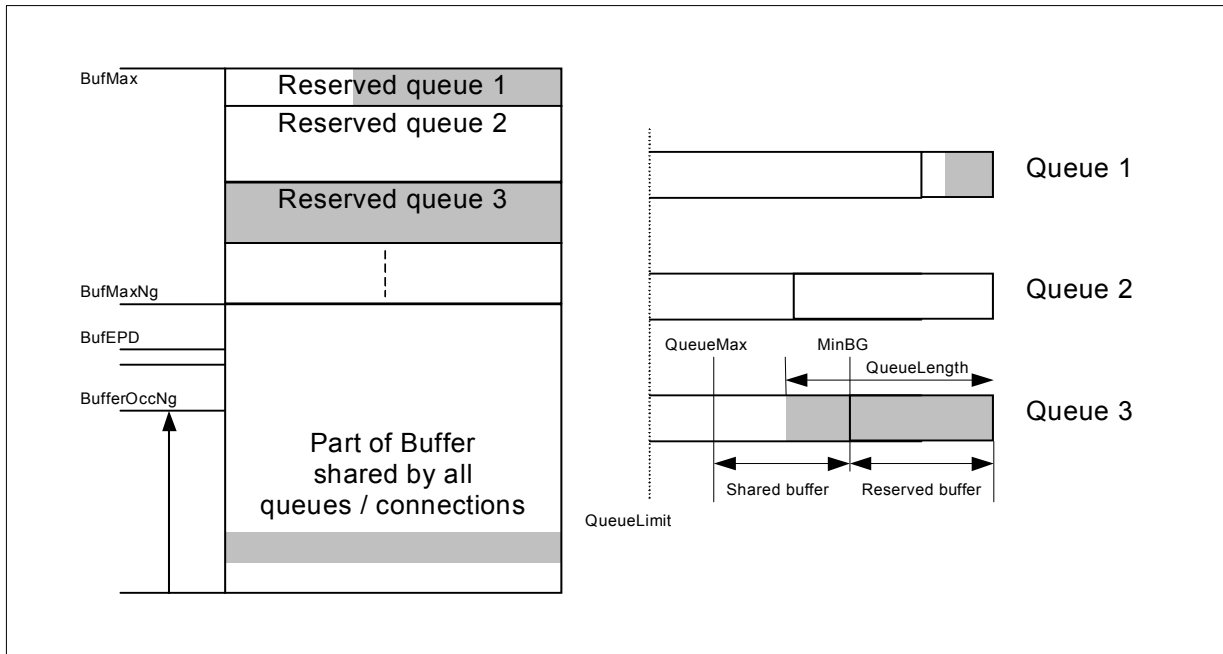 BufMax
Reserved queue 1
Reserved queue 2
Reserved queue 3
BufMaxNg
BufEPD
BufferOccNg
Part of Buffer
shared by all
queues / connections
Queue 1
Queue 2
QueueMax
MinBG
QueueLength
Queue 3
Shared buffer
Reserved buffer
QueueLimit